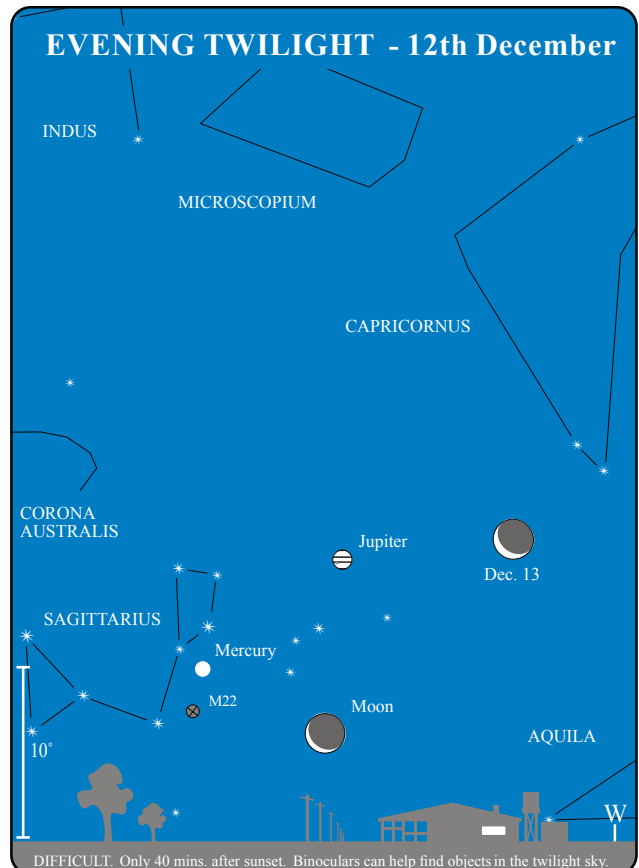 EVENING TWILIGHT - 12th December
INDUS
MICROSCOPIUM
CAPRICORNUS
CORONA
AUSTRALIS
Jupiter
Dec. 13
SAGITTARIUS
Mercury
M22
Moon
AQUILA
10°
W
DIFFICULT. Only 40 mins. after sunset. Binoculars can help find objects in the twilight sky.